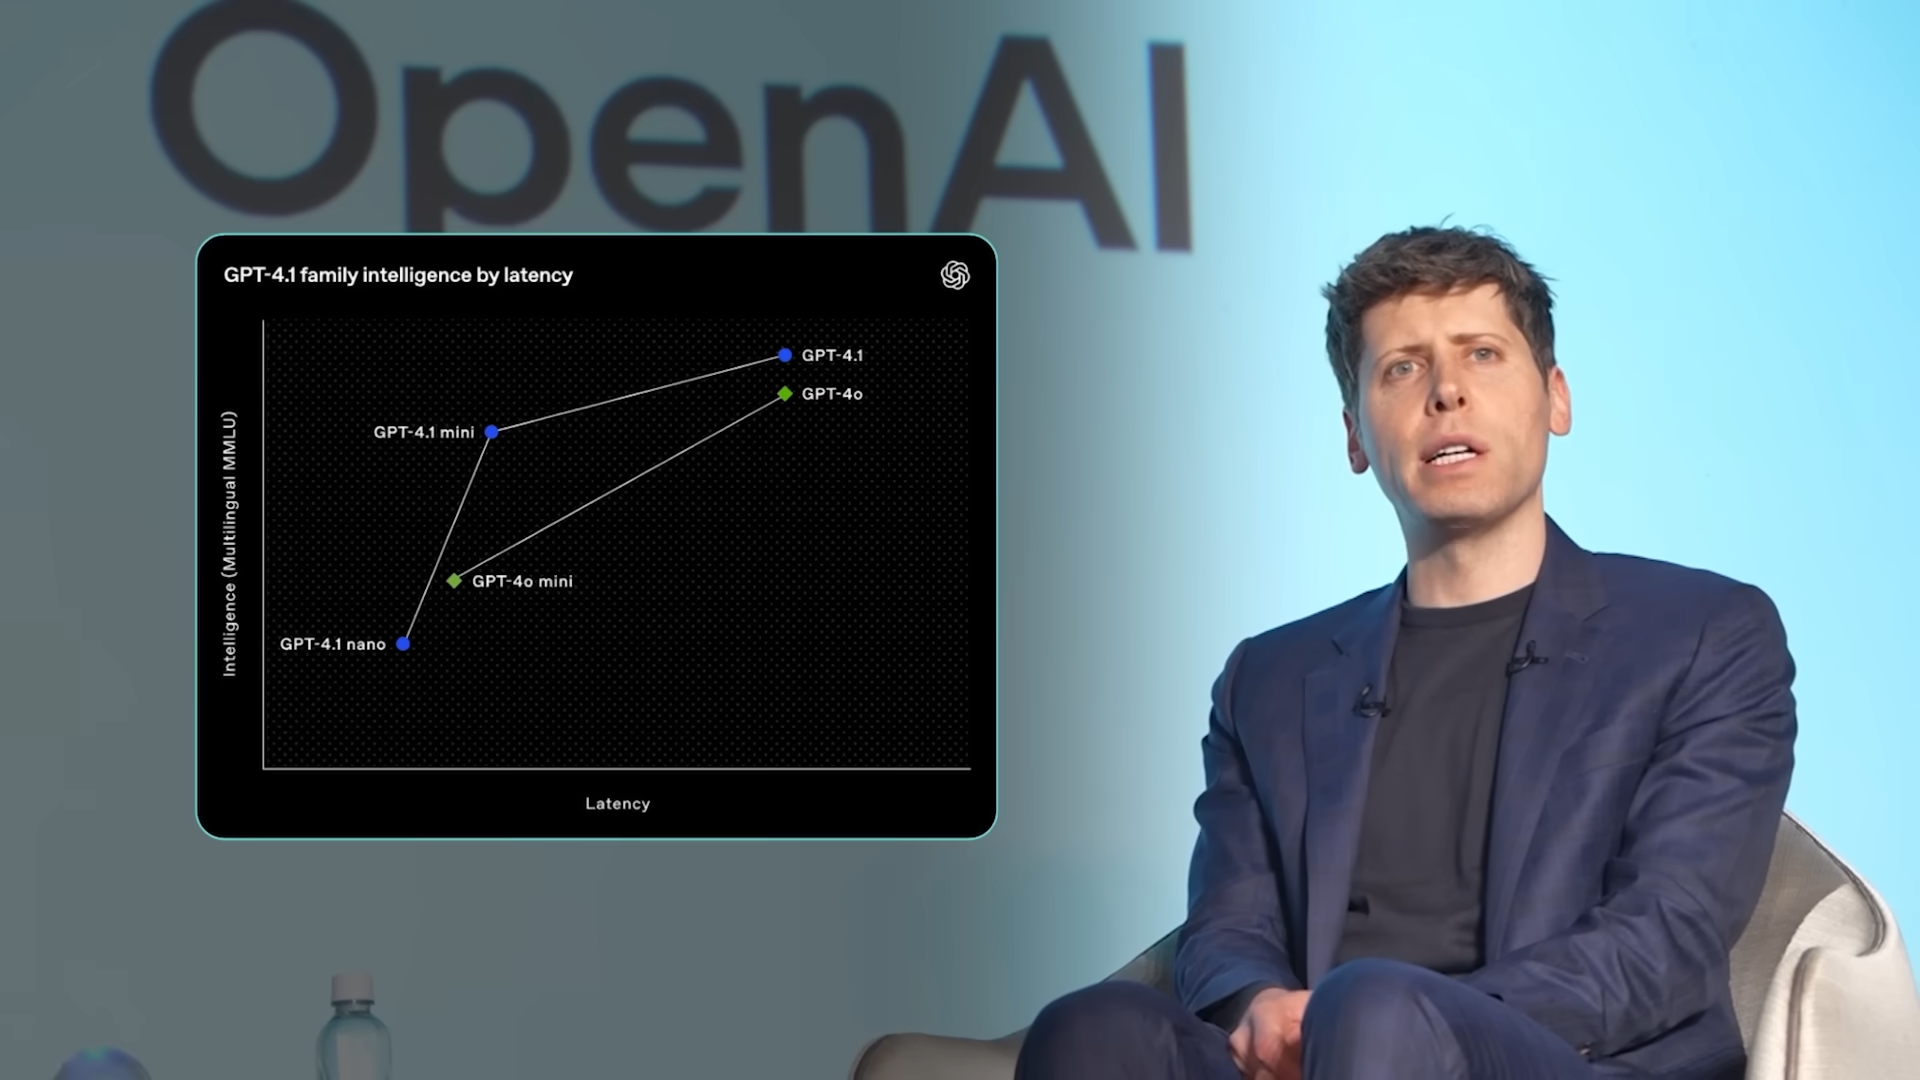 OpenAI
GPT-4.1 family intelligence by latency
GPT-4.1
GPT-4o
GPT-4.1 mini
GPT-4o mini
GPT-4.1 nano
Intelligence (Multilingual MMLU)
Latency